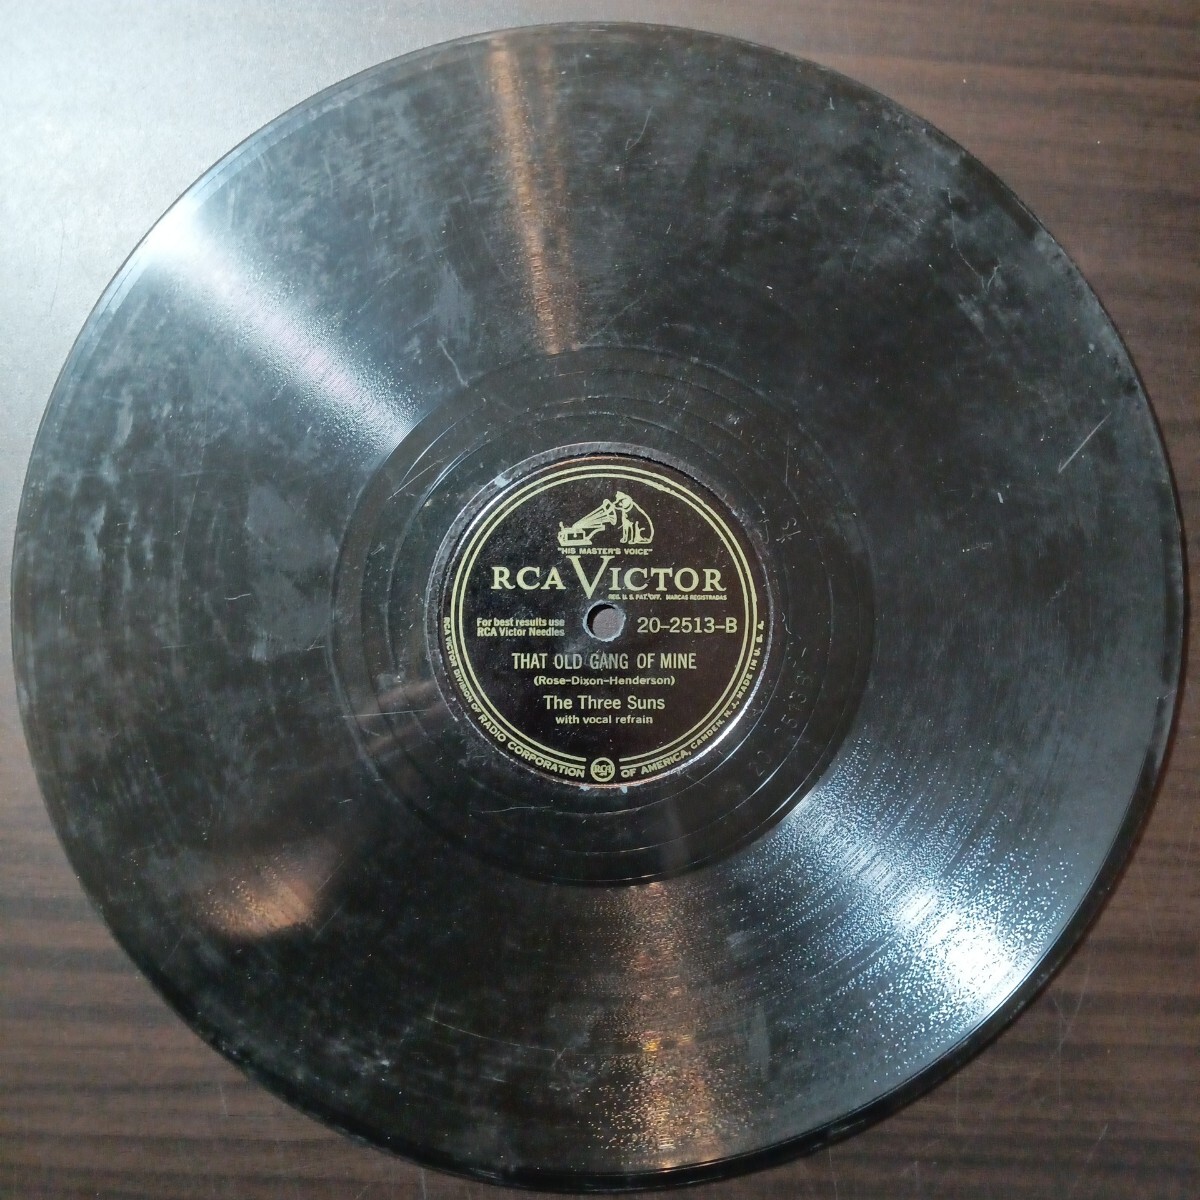 "HIS MASTER'S VOICE"
RCA VICTOR
REG. U. S. PAT. OFF. MARCAS REGISTRADAS
For best results use
RCA Victor Needles
20-2513-B
THAT OLD GANG OF MINE
(Rose-Dixon-Henderson)
The Three Suns
with vocal refrain
RCA VICTOR DIVISION OF RADIO CORPORATION RCA OF AMERICA, CAMDEN, N. J., MADE IN U. S. A.